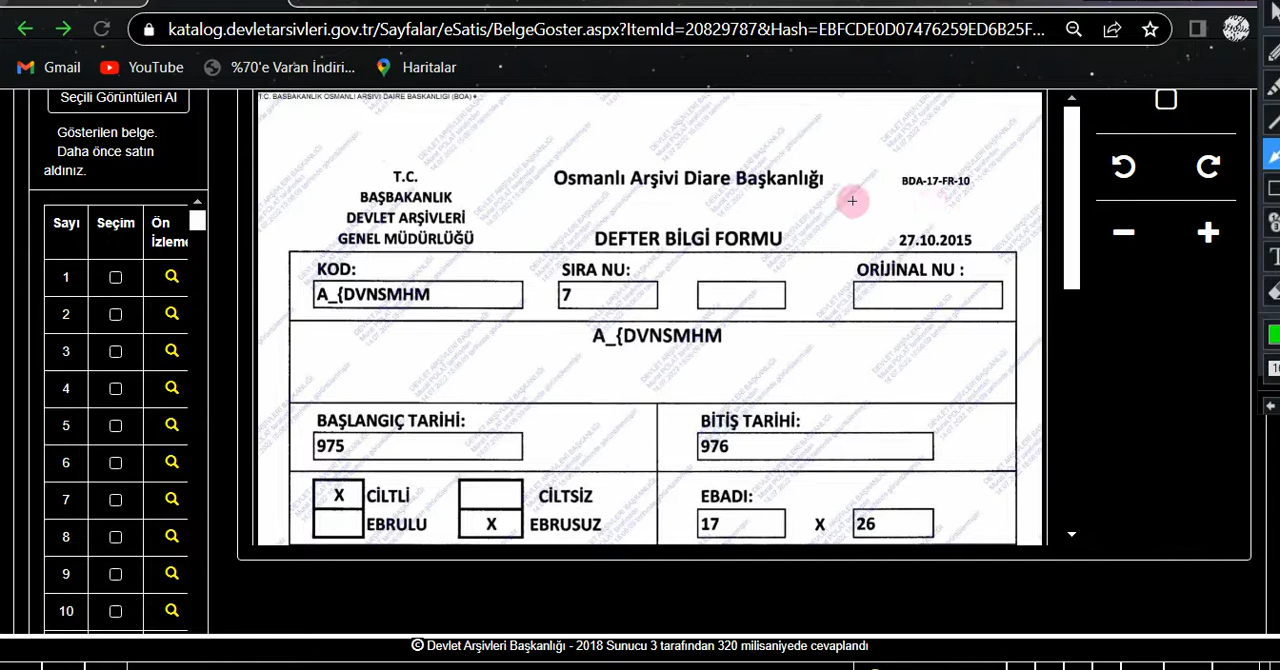 katalog.devletarsivleri.gov.tr/Sayfalar/eSatis/BelgeGoster.aspx?ItemId=20829787&Hash=EBFCDE0D07476259ED6B25F...
Gmail YouTube %70'e Varan İndiri... Haritalar
Seçili Görüntüleri Al
Gösterilen belge.
Daha önce satın
aldınız.
Sayı Seçim Ön
İzleme
1
2
3
4
5
6
7
8
9
10
T.C. BAŞBAKANLIK OSMANLI ARŞİVİ DAİRE BAŞKANLIĞI (BOA)
T.C.
BAŞBAKANLIK
DEVLET ARŞİVLERİ
GENEL MÜDÜRLÜĞÜ
Osmanlı Arşivi Diare Başkanlığı
BDA-17-FR-10
DEFTER BİLGİ FORMU
27.10.2015
KOD: SIRA NU: ORİJİNAL NU :
A_{DVNSMHM 7
A_{DVNSMHM
BAŞLANGIÇ TARİHİ: BİTİŞ TARİHİ:
975 976
X CİLTLİ CİLTSİZ EBADI:
EBRULU X EBRUSUZ 17 X 26
© Devlet Arşivleri Başkanlığı - 2018 Sunucu 3 tarafından 320 milisaniyede cevaplandı